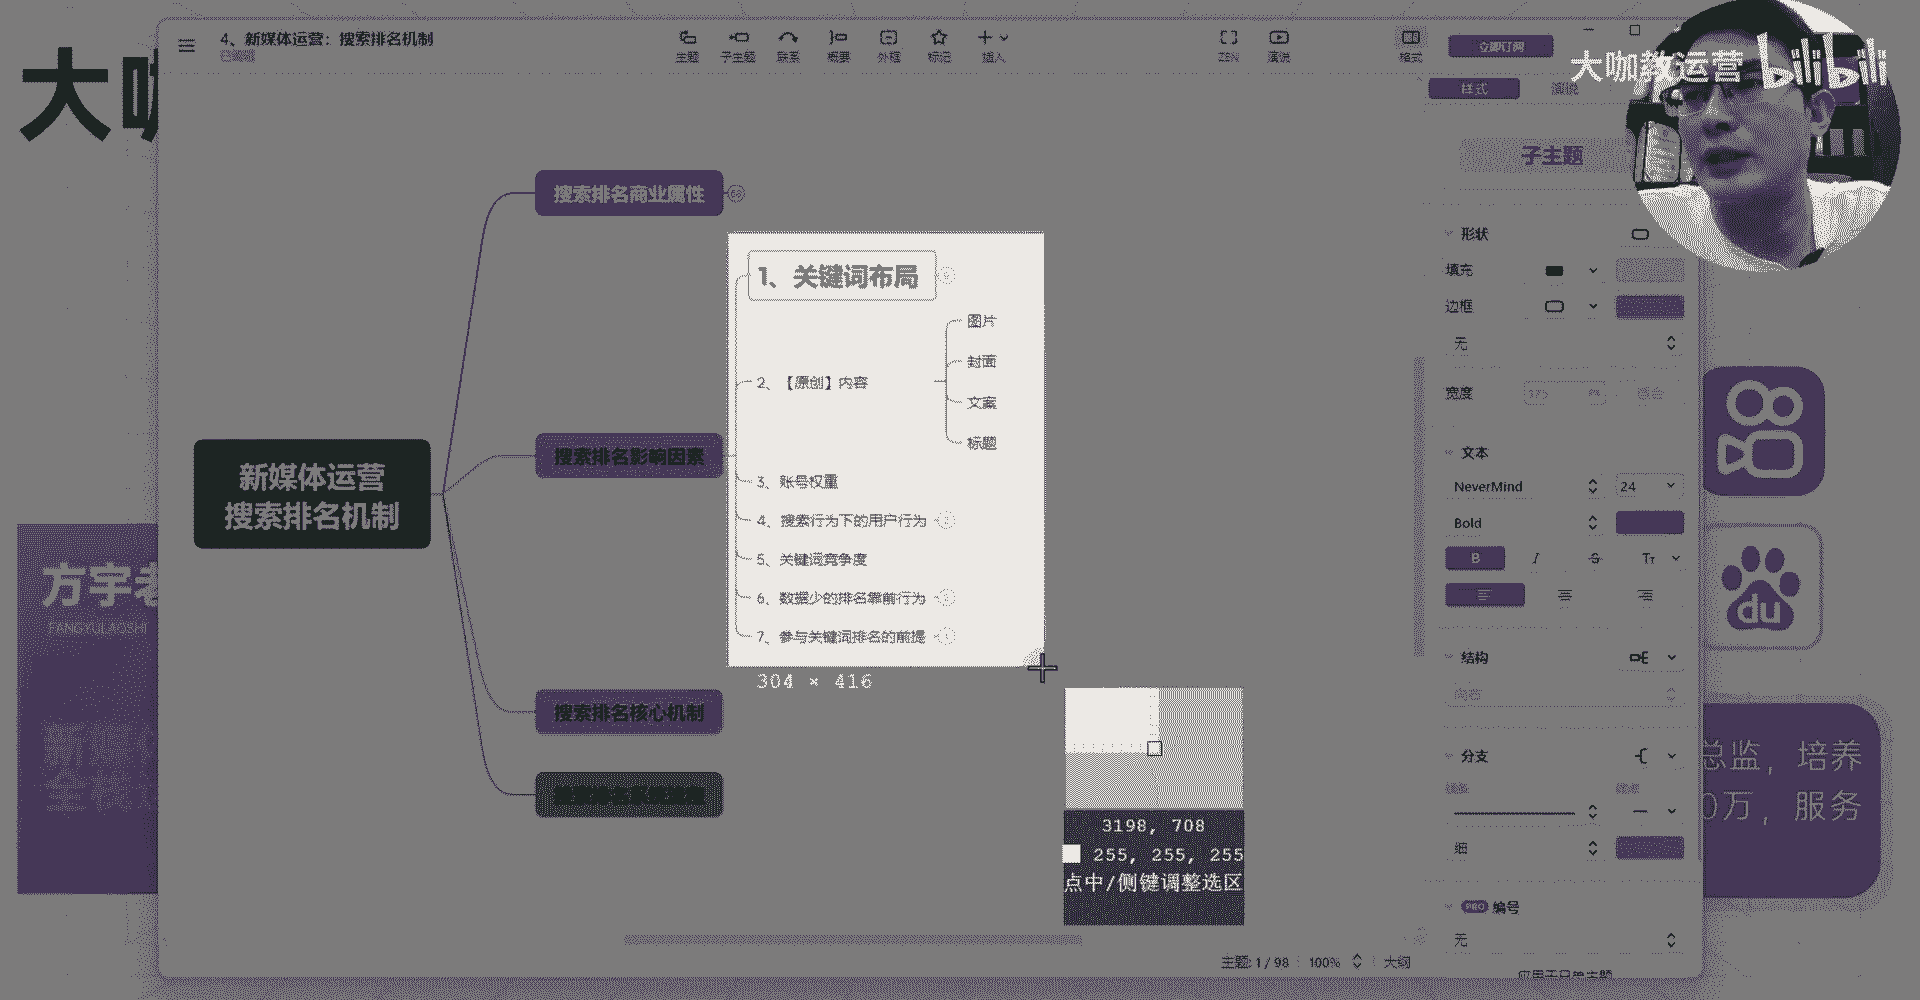 大咖
4、新媒体运营：搜索排名机制
已编辑
主题
子主题
联系
概要
外框
标记
插入
ZEN
演说
格式
立即订阅
大咖教运营 bilibili
样式
演说
子主题
搜索排名商业属性
1、关键词布局
图片
封面
文案
标题
2、【原创】内容
搜索排名影响因素
3、账号权重
4、搜索行为下的用户行为
5、关键词竞争度
6、数据少的排名靠前行为
7、参与关键词排名的前提
新媒体运营
搜索排名机制
304 × 416
搜索排名核心机制
3198, 708
255, 255, 255
点中/侧键调整选区
形状
填充
边框
无
宽度
175
文本
NeverMind
24
Bold
B
I
S
Tт
结构
向右
分支
细
PRO 编号
无
主题: 1 / 98
100%
大纲
方宇老
FANGYULAOSHI
du
总监，培养
0万，服务